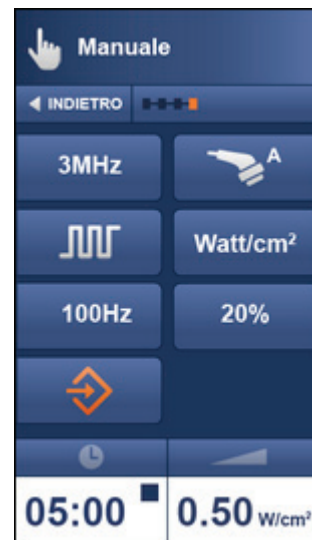 Manuale
INDIETRO
3MHz
A
Watt/cm²
100Hz
20%
05:00
0.50 W/cm²